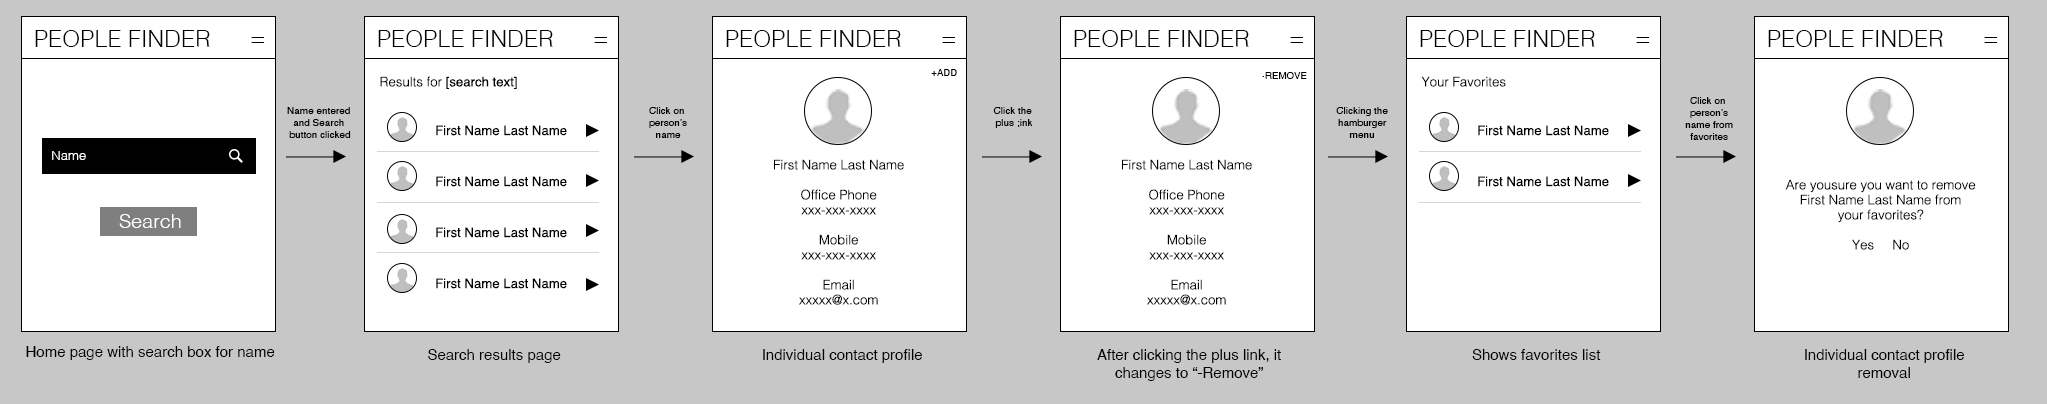 PEOPLE FINDER
Name
Search
Home page with search box for name
Name entered
and Search
button clicked
PEOPLE FINDER
Results for [search text]
First Name Last Name
First Name Last Name
First Name Last Name
First Name Last Name
Search results page
Click on
person's
name
PEOPLE FINDER
+ADD
First Name Last Name
Office Phone
xxx-xxx-xxxx
Mobile
xxx-xxx-xxxx
Email
xxxxx@x.com
Individual contact profile
Click the
plus ;ink
PEOPLE FINDER
-REMOVE
First Name Last Name
Office Phone
xxx-xxx-xxxx
Mobile
xxx-xxx-xxxx
Email
xxxxx@x.com
After clicking the plus link, it
changes to “-Remove”
Clicking the
hamburger
menu
PEOPLE FINDER
Your Favorites
First Name Last Name
First Name Last Name
Shows favorites list
Click on
person's
name from
favorites
PEOPLE FINDER
Are yousure you want to remove
First Name Last Name from
your favorites?
Yes No
Individual contact profile
removal